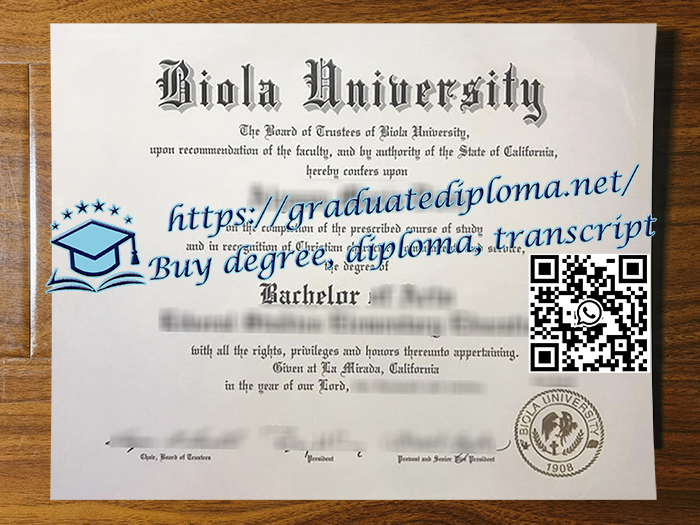 Biola University
The Board of Trustees of Biola University,
upon recommendation of the faculty, and by authority of the State of California,
hereby confers upon
https://graduatediploma.net/
on the completion of the prescribed course of study
and in recognition of Christian service,
Buy degree, diploma, transcript
the degree of
Bachelor
with all the rights, privileges and honors thereunto appertaining.
Given at La Mirada, California
in the year of our Lord,
Chair, Board of Trustees
President
Provost and Senior Vice President
BIOLA UNIVERSITY
1908